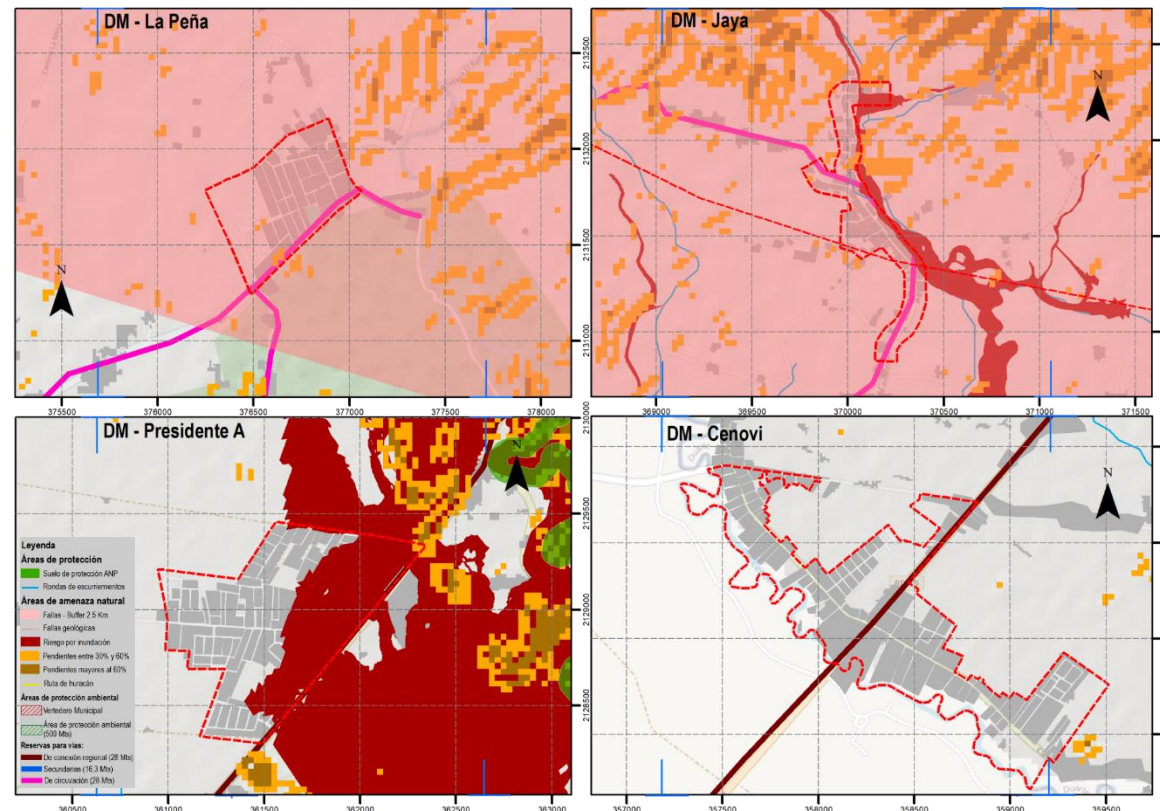 DM - La Peña
N
375500 376000 376500 377000 377500 378000
DM - Jaya
N
2132500
2132000
2131500
2131000
369000 369500 370000 370500 371000 371500
DM - Presidente A
N
2130000
2129500
2129000
2128500
Leyenda
Áreas de protección
Suelo de protección ANP
Rondas de escurrimientos
Áreas de amenaza natural
Fallas - Buffer 2.5 Km
Fallas geológicas
Riesgo por inundación
Pendientes entre 30% y 60%
Pendientes mayores al 60%
Ruta de huracán
Áreas de protección ambiental
Vertedero Municipal
Área de protección ambiental
(500 Mts)
Reservas para vías:
De conexión regional (28 Mts)
Secundarias (16,3 Mts)
De circuvación (28 Mts)
360500 361000 361500 362000 362500 363000
DM - Cenovi
N
357000 357500 358000 358500 359000 359500